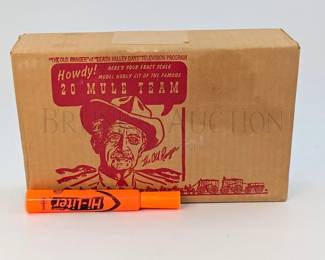 "THE OLD RANGER" of "DEATH VALLEY DAYS" TELEVISION PROGRAM
Howdy!
HERE'S YOUR EXACT SCALE
MODEL HOBBY KIT OF THE FAMOUS
20 MULE TEAM
The Old Ranger
Hi-Liter